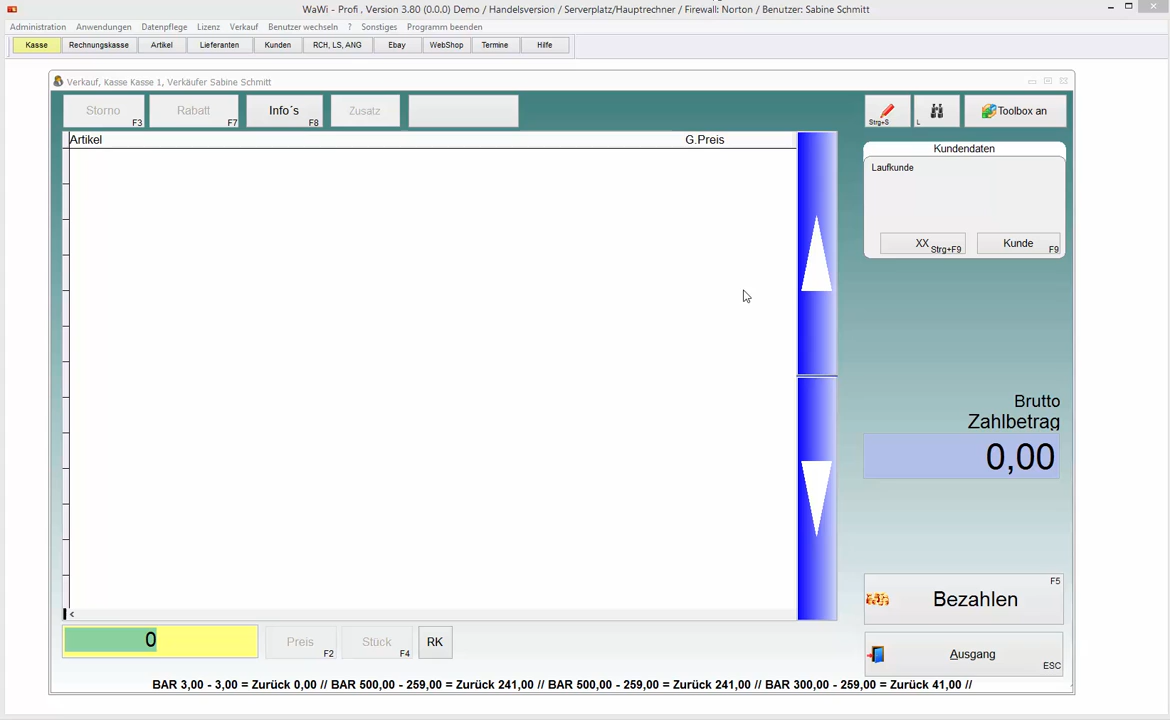 WaWi - Profi , Version 3.80 (0.0.0) Demo / Handelsversion / Serverplatz/Hauptrechner / Firewall: Norton / Benutzer: Sabine Schmitt
Administration Anwendungen Datenpflege Lizenz Verkauf Benutzer wechseln ? Sonstiges Programm beenden
Kasse Rechnungskasse Artikel Lieferanten Kunden RCH, LS, ANG Ebay WebShop Termine Hilfe
Verkauf, Kasse Kasse 1, Verkäufer Sabine Schmitt
Storno F3 Rabatt F7 Info´s F8 Zusatz Strg+S L Toolbox an
Artikel G.Preis
Kundendaten
Laufkunde
XX Strg+F9 Kunde F9
Brutto
Zahlbetrag
0,00
Bezahlen F5
<
0 Preis F2 Stück F4 RK
Ausgang ESC
BAR 3,00 - 3,00 = Zurück 0,00 // BAR 500,00 - 259,00 = Zurück 241,00 // BAR 500,00 - 259,00 = Zurück 241,00 // BAR 300,00 - 259,00 = Zurück 41,00 //